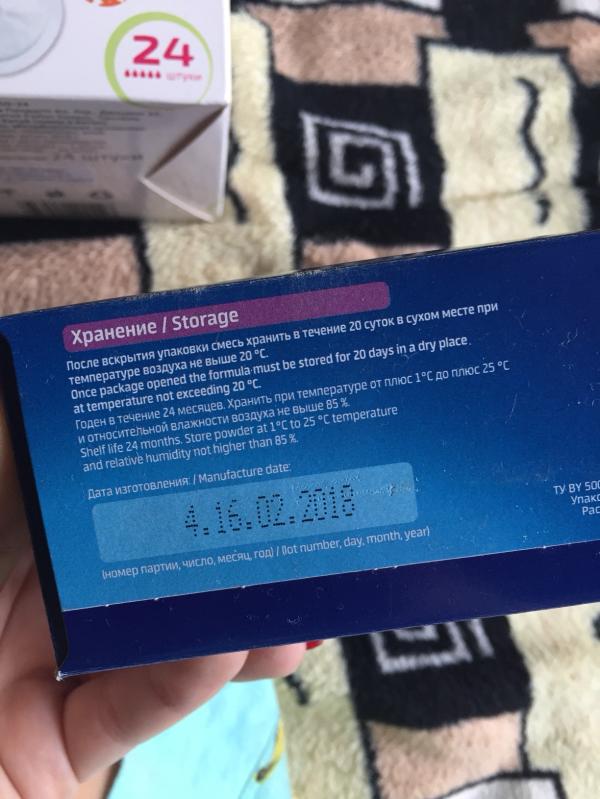 24
штуки
24 штуки
Хранение / Storage
После вскрытия упаковки смесь хранить в течение 20 суток в сухом месте при
температуре воздуха не выше 20 °C.
Once package opened the formula must be stored for 20 days in a dry place.
at temperature not exceeding 20 °C.
Годен в течение 24 месяцев. Хранить при температуре от плюс 1°C до плюс 25 °C
и относительной влажности воздуха не выше 85 %.
Shelf life 24 months. Store powder at 1°C to 25 °C temperature
and relative humidity not higher than 85 %.
Дата изготовления: / Manufacture date:
4.16.02.2018
(номер партии, число, месяц, год) / (lot number, day, month, year)
ТУ BY 500
Упако
Рас